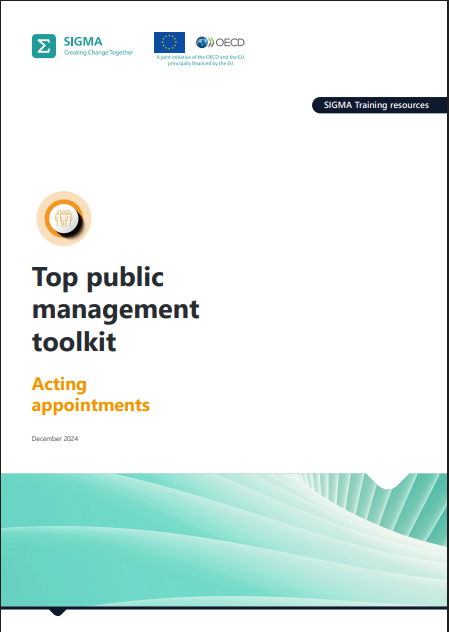 SIGMA
Creating Change Together
OECD
A joint initiative of the OECD and the EU,
principally financed by the EU
SIGMA Training resources
Top public
management
toolkit
Acting
appointments
December 2024